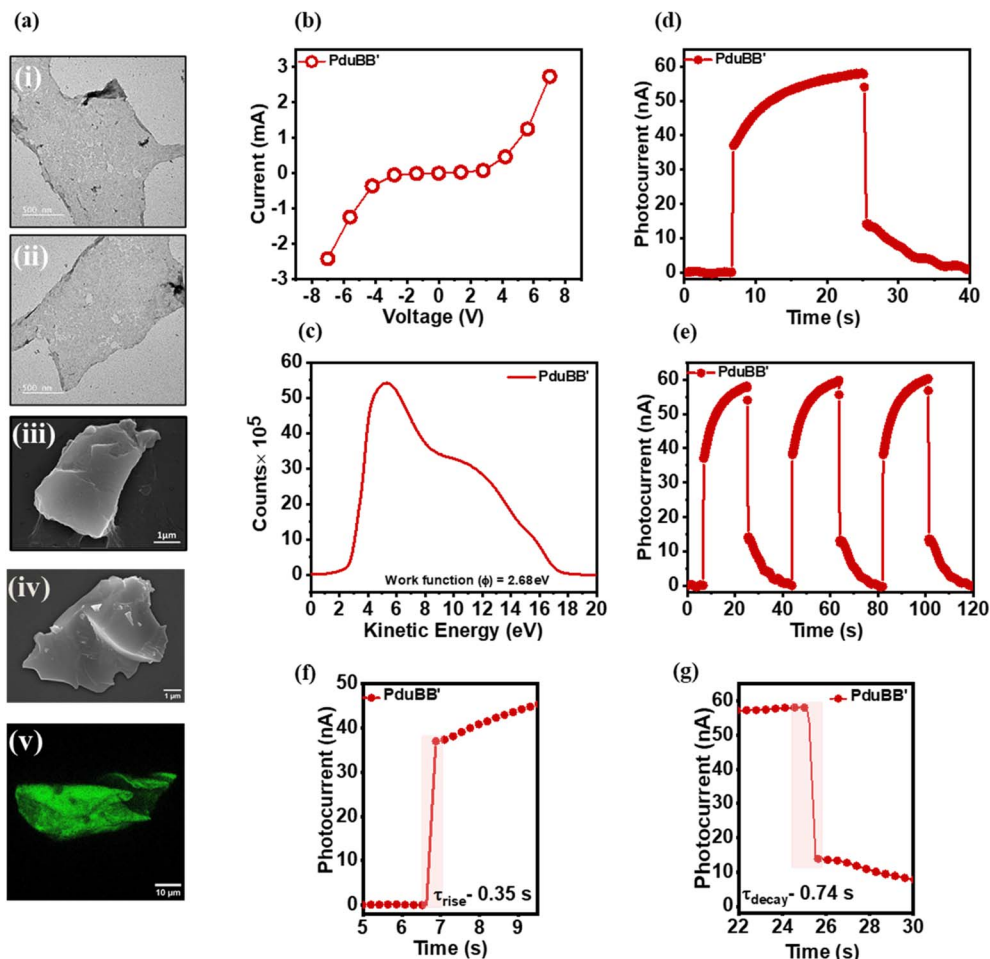 (a)
(i)
500 nm
(ii)
500 nm
(iii)
1µm
(iv)
1 µm
(v)
10 µm
(b)
PduBB'
Current (mA)
3
2
1
0
-1
-2
-3
-8 -6 -4 -2 0 2 4 6 8
Voltage (V)
(c)
PduBB'
Counts× 10⁵
60
50
40
30
20
10
0
Work function (ϕ) = 2.68eV
0 2 4 6 8 10 12 14 16 18 20
Kinetic Energy (eV)
(d)
PduBB'
Photocurrent (nA)
70
60
50
40
30
20
10
0
10 20 30 40
Time (s)
(e)
PduBB'
Photocurrent (nA)
70
60
50
40
30
20
10
0
0 20 40 60 80 100 120
Time (s)
(f)
PduBB'
Photocurrent (nA)
50
40
30
20
10
0
τrise- 0.35 s
5 6 7 8 9
Time (s)
(g)
PduBB'
Photocurrent (nA)
60
50
40
30
20
10
0
τdecay- 0.74 s
22 24 26 28 30
Time (s)